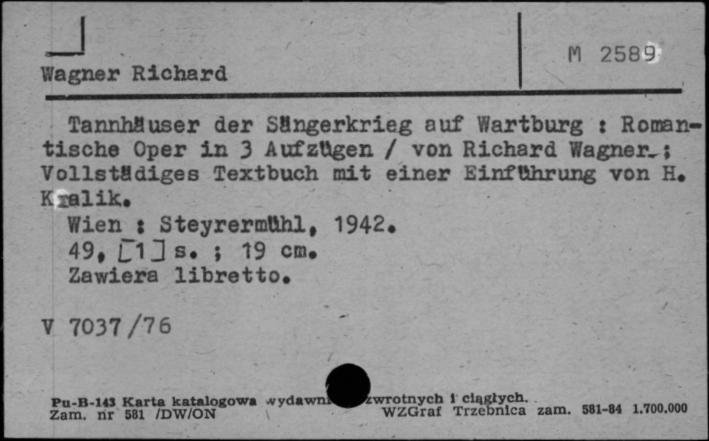 M 2589
Wagner Richard
Tannhäuser der Sängerkrieg auf Wartburg : Roman-
tische Oper in 3 Aufzügen / von Richard Wagner ;
Vollstädiges Textbuch mit einer Einführung von H.
Kralik.
Wien : Steyrermühl, 1942.
49, [1] s. ; 19 cm.
Zawiera libretto.
V 7037/76
Pu-B-143 Karta katalogowa wydawn zwrotnych i ciągłych.
Zam. nr 581 /DW/ON WZGraf Trzebnica zam. 581-84 1.700.000